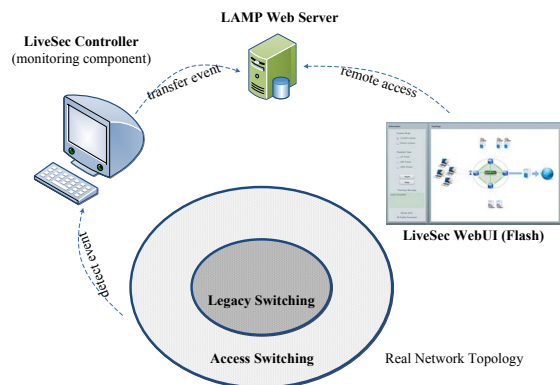 LAMP Web Server
LiveSec Controller
(monitoring component)
transfer event
remote access
LiveSec WebUI (Flash)
detect event
Legacy Switching
Access Switching
Real Network Topology